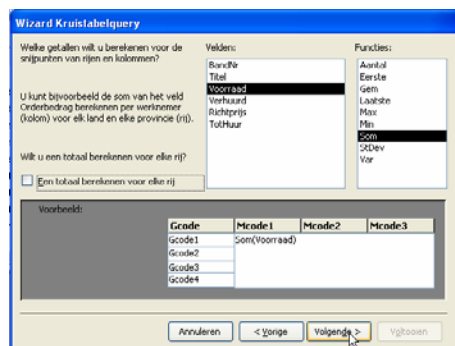 Wizard Kruistabelquery
Welke getallen wilt u berekenen voor de
snijpunten van rijen en kolommen?
U kunt bijvoorbeeld de som van het veld
Orderbedrag berekenen per werknemer
(kolom) voor elk land en elke provincie (rij).
Wilt u een totaal berekenen voor elke rij?
Een totaal berekenen voor elke rij
Velden:
BandNr
Titel
Voorraad
Verhuurd
Richtprijs
TotHuur
Functies:
Aantal
Eerste
Gem
Laatste
Max
Min
Som
StDev
Var
Voorbeeld:
Gcode Mcode1 Mcode2 Mcode3
Gcode1 Som(Voorraad)
Gcode2
Gcode3
Gcode4
Annuleren < Vorige Volgende > Voltooien